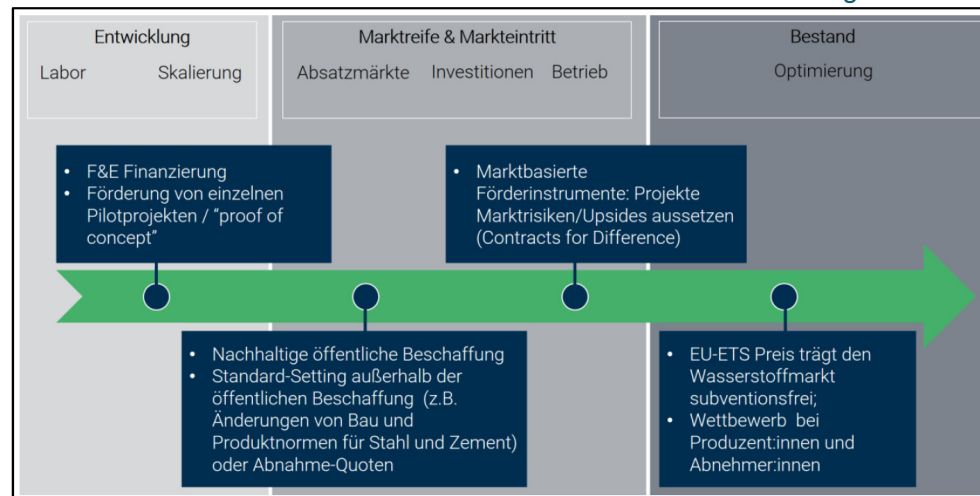 Entwicklung
Labor Skalierung
Marktreife & Markteintritt
Absatzmärkte Investitionen Betrieb
Bestand
Optimierung
• F&E Finanzierung
• Förderung von einzelnen
Pilotprojekten / “proof of
concept”
• Marktbasierte
Förderinstrumente: Projekte
Marktrisiken/Upsides aussetzen
(Contracts for Difference)
• Nachhaltige öffentliche Beschaffung
• Standard-Setting außerhalb der
öffentlichen Beschaffung (z.B.
Änderungen von Bau und
Produktnormen für Stahl und Zement)
oder Abnahme-Quoten
• EU-ETS Preis trägt den
Wasserstoffmarkt
subventionsfrei;
• Wettbewerb bei
Produzent:innen und
Abnehmer:innen